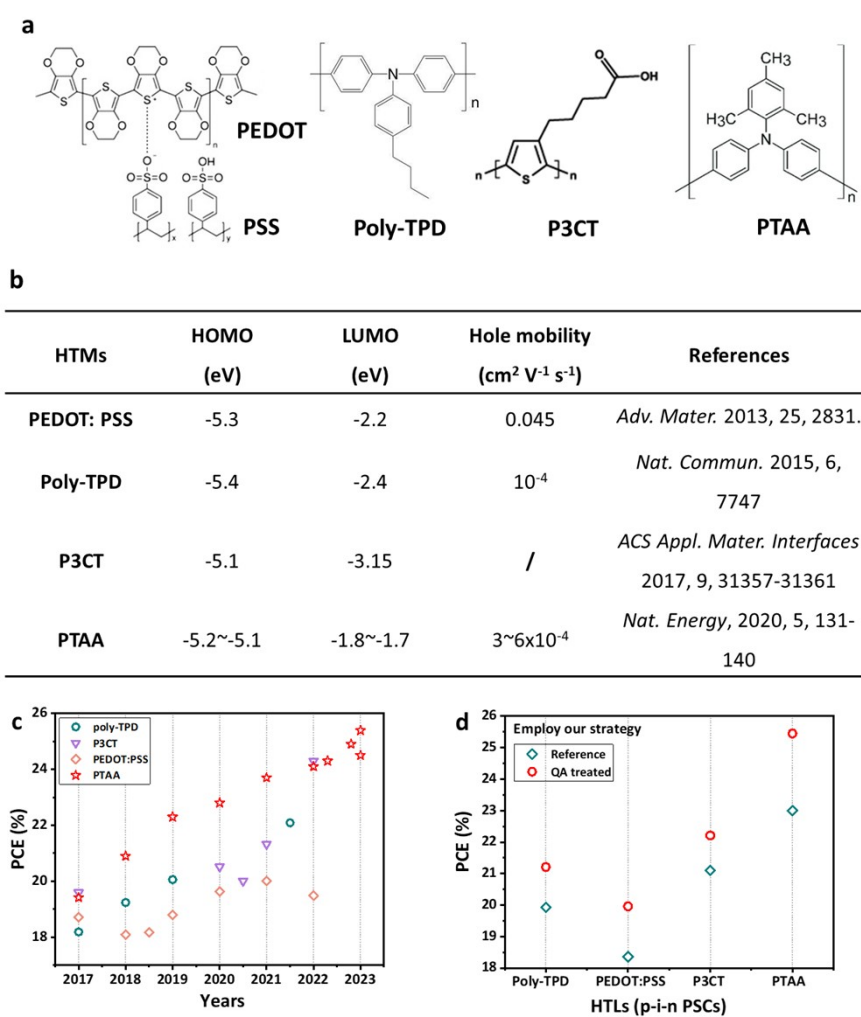 a
PEDOT
PSS
Poly-TPD
P3CT
PTAA
O
O
O
O
O
O
O
O
O
O
S
S
S•
S
S
n
O-
OH
O=S=O
O=S=O
x
y
N
n
O
OH
n
S
n
CH3
H3C
CH3
N
n
b
HTMs
HOMO
(eV)
LUMO
(eV)
Hole mobility
(cm² V⁻¹ s⁻¹)
References
PEDOT: PSS
-5.3
-2.2
0.045
Adv. Mater. 2013, 25, 2831.
Poly-TPD
-5.4
-2.4
10⁻⁴
Nat. Commun. 2015, 6,
7747
P3CT
-5.1
-3.15
/
ACS Appl. Mater. Interfaces
2017, 9, 31357-31361
PTAA
-5.2~-5.1
-1.8~-1.7
3~6x10⁻⁴
Nat. Energy, 2020, 5, 131-
140
c
26
24
22
20
18
PCE (%)
poly-TPD
P3CT
PEDOT:PSS
PTAA
2017 2018 2019 2020 2021 2022 2023
Years
d
26
25
24
23
22
21
20
19
18
PCE (%)
Employ our strategy
Reference
QA treated
Poly-TPD PEDOT:PSS P3CT PTAA
HTLs (p-i-n PSCs)